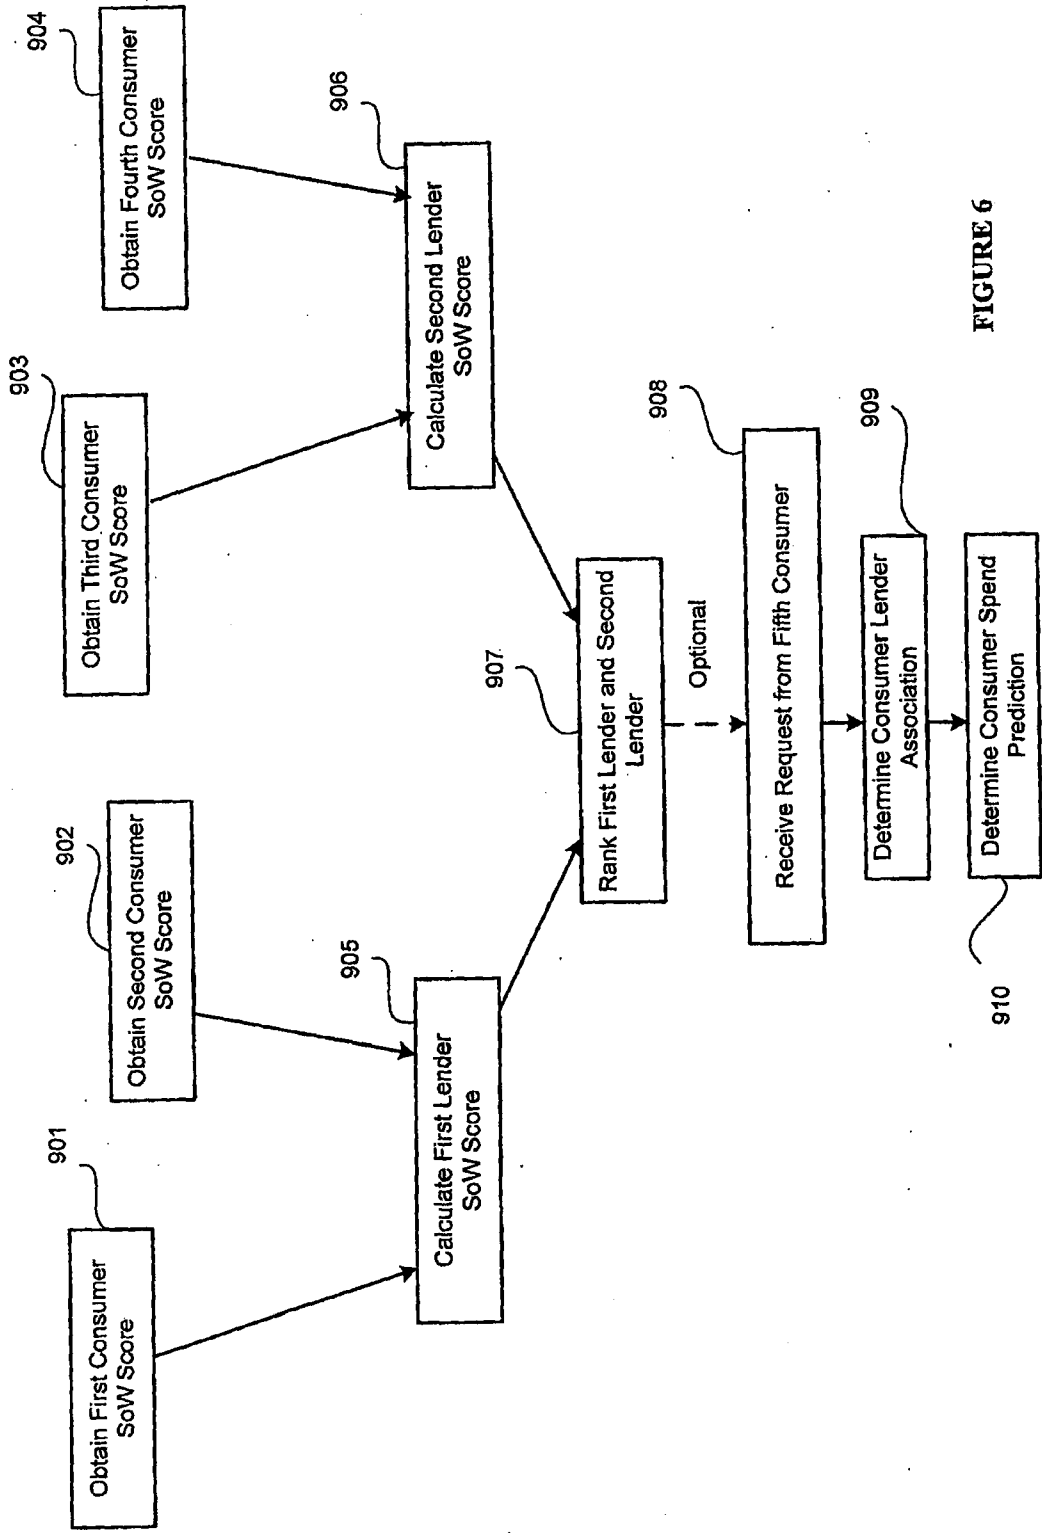 901
Obtain First Consumer
SoW Score
902
Obtain Second Consumer
SoW Score
903
Obtain Third Consumer
SoW Score
904
Obtain Fourth Consumer
SoW Score
905
Calculate First Lender
SoW Score
906
Calculate Second Lender
SoW Score
907
Rank First Lender and Second
Lender
Optional
908
Receive Request from Fifth Consumer
909
Determine Consumer Lender
Association
910
Determine Consumer Spend
Prediction
FIGURE 6